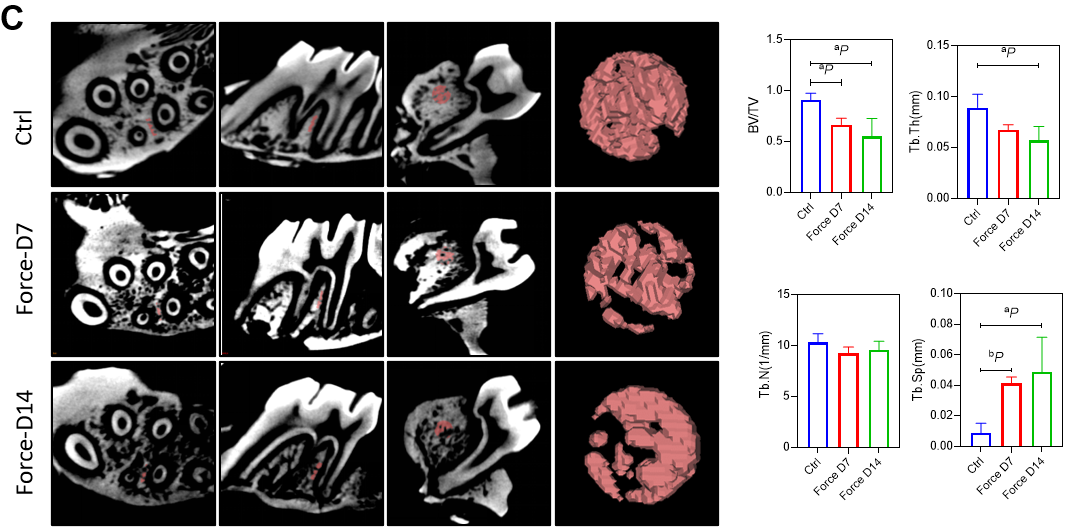 C
Ctrl
Force-D7
Force-D14
BV/TV
1.5
1.0
0.5
0.0
aP
aP
Ctrl
Force D7
Force D14
Tb.Th(mm)
0.15
0.10
0.05
0.00
aP
Ctrl
Force D7
Force D14
Tb.N(1/mm)
15
10
5
0
Ctrl
Force D7
Force D14
Tb.Sp(mm)
0.10
0.08
0.06
0.04
0.02
0.00
aP
bP
Ctrl
Force D7
Force D14